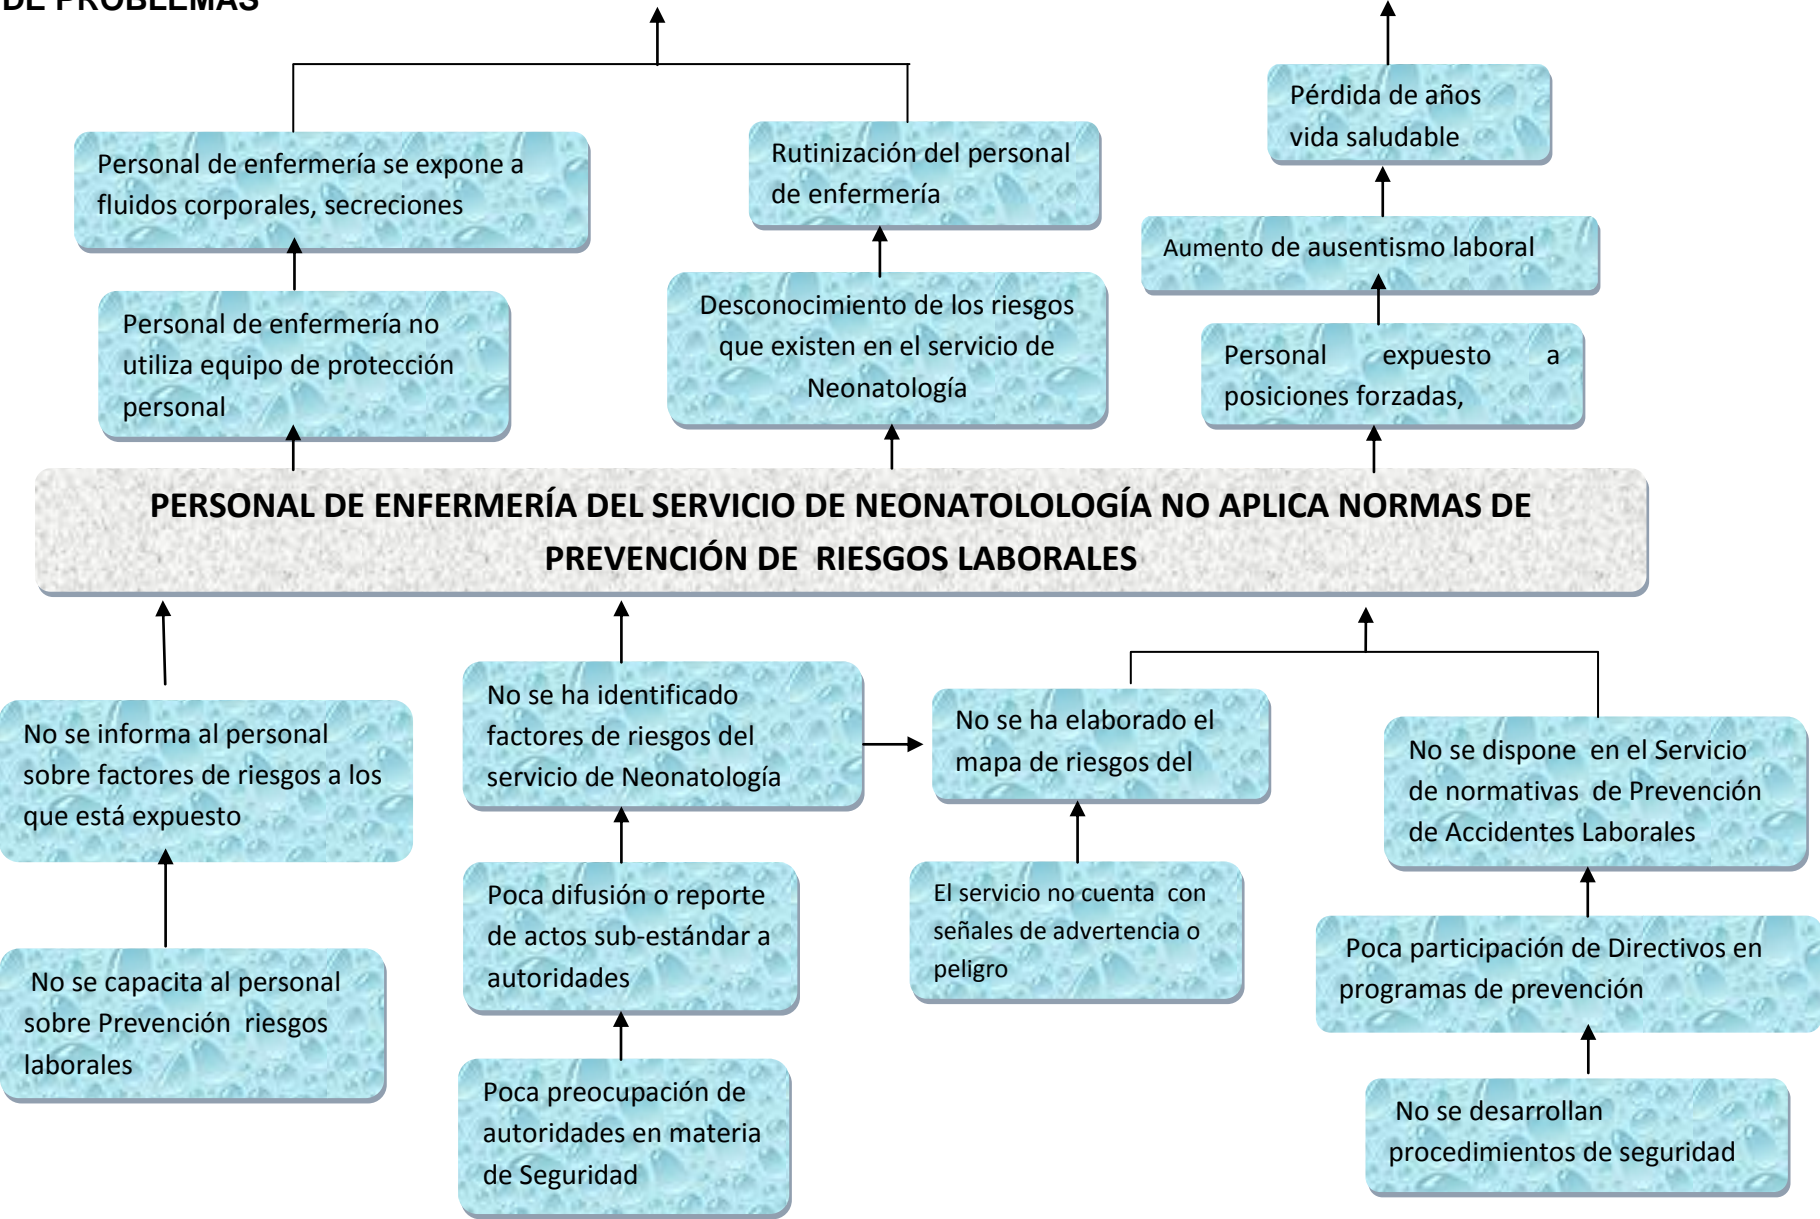 DE PROBLEMAS
Pérdida de años
vida saludable
Personal de enfermería se expone a
fluidos corporales, secreciones
Rutinización del personal
de enfermería
Aumento de ausentismo laboral
Personal de enfermería no
utiliza equipo de protección
personal
Desconocimiento de los riesgos
que existen en el servicio de
Neonatología
Personal expuesto a
posiciones forzadas,
PERSONAL DE ENFERMERÍA DEL SERVICIO DE NEONATOLOLOGÍA NO APLICA NORMAS DE
PREVENCIÓN DE RIESGOS LABORALES
No se informa al personal
sobre factores de riesgos a los
que está expuesto
No se ha identificado
factores de riesgos del
servicio de Neonatología
No se ha elaborado el
mapa de riesgos del
No se dispone en el Servicio
de normativas de Prevención
de Accidentes Laborales
No se capacita al personal
sobre Prevención riesgos
laborales
Poca difusión o reporte
de actos sub-estándar a
autoridades
El servicio no cuenta con
señales de advertencia o
peligro
Poca participación de Directivos en
programas de prevención
Poca preocupación de
autoridades en materia
de Seguridad
No se desarrollan
procedimientos de seguridad